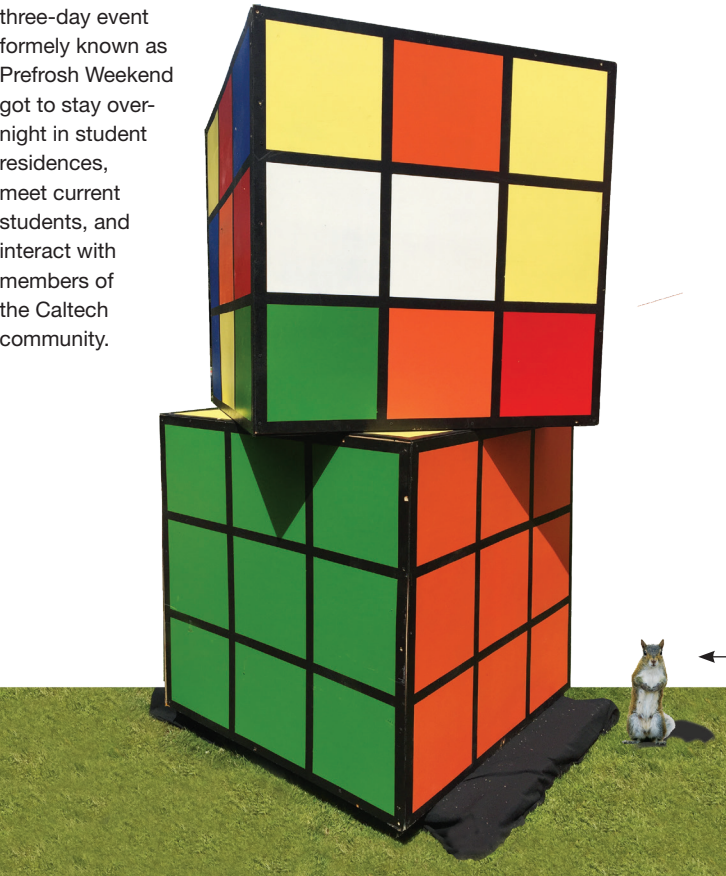 three-day event
formely known as
Prefrosh Weekend
got to stay over-
night in student
residences,
meet current
students, and
interact with
members of
the Caltech
community.